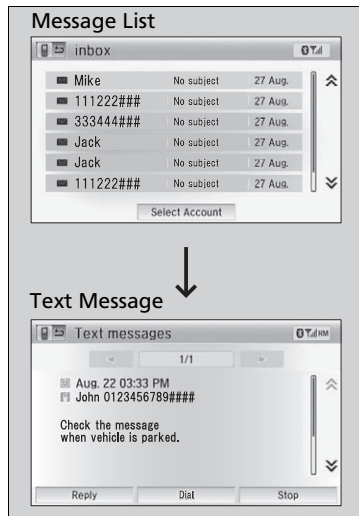 Message List
inbox
Mike No subject 27 Aug.
111222### No subject 27 Aug.
333444### No subject 27 Aug.
Jack No subject 27 Aug.
Jack No subject 27 Aug.
111222### No subject 27 Aug.
Select Account
Text Message
Text messages RM
1/1
Aug. 22 03:33 PM
John 0123456789####
Check the message
when vehicle is parked.
Reply Dial Stop